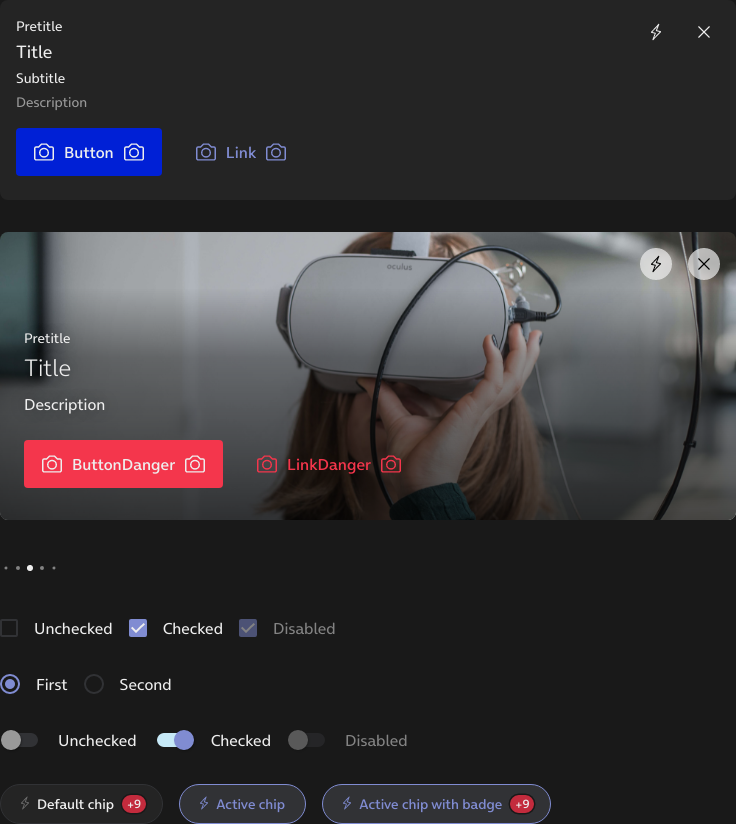 Pretitle
Title
Subtitle
Description
Button Link
oculus
Pretitle
Title
Description
ButtonDanger LinkDanger
Unchecked Checked Disabled
First Second
Unchecked Checked Disabled
Default chip +9 Active chip Active chip with badge +9